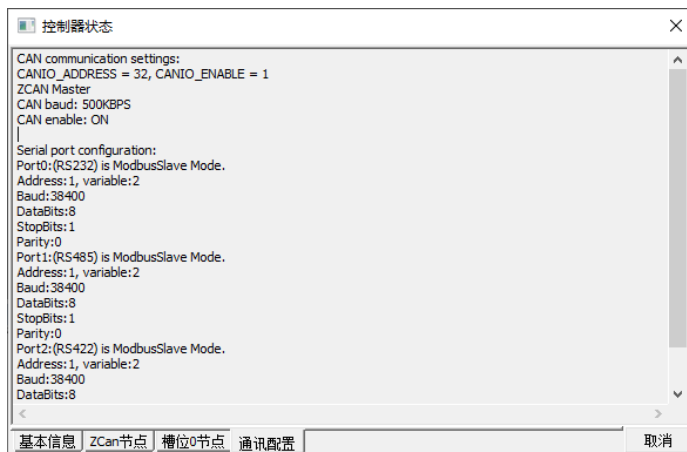 控制器状态
CAN communication settings:
CANIO_ADDRESS = 32, CANIO_ENABLE = 1
ZCAN Master
CAN baud: 500KBPS
CAN enable: ON
Serial port configuration:
Port0:(RS232) is ModbusSlave Mode.
Address:1, variable:2
Baud:38400
DataBits:8
StopBits:1
Parity:0
Port1:(RS485) is ModbusSlave Mode.
Address:1, variable:2
Baud:38400
DataBits:8
StopBits:1
Parity:0
Port2:(RS422) is ModbusSlave Mode.
Address:1, variable:2
Baud:38400
DataBits:8
基本信息 ZCan节点 槽位0节点 通讯配置 取消